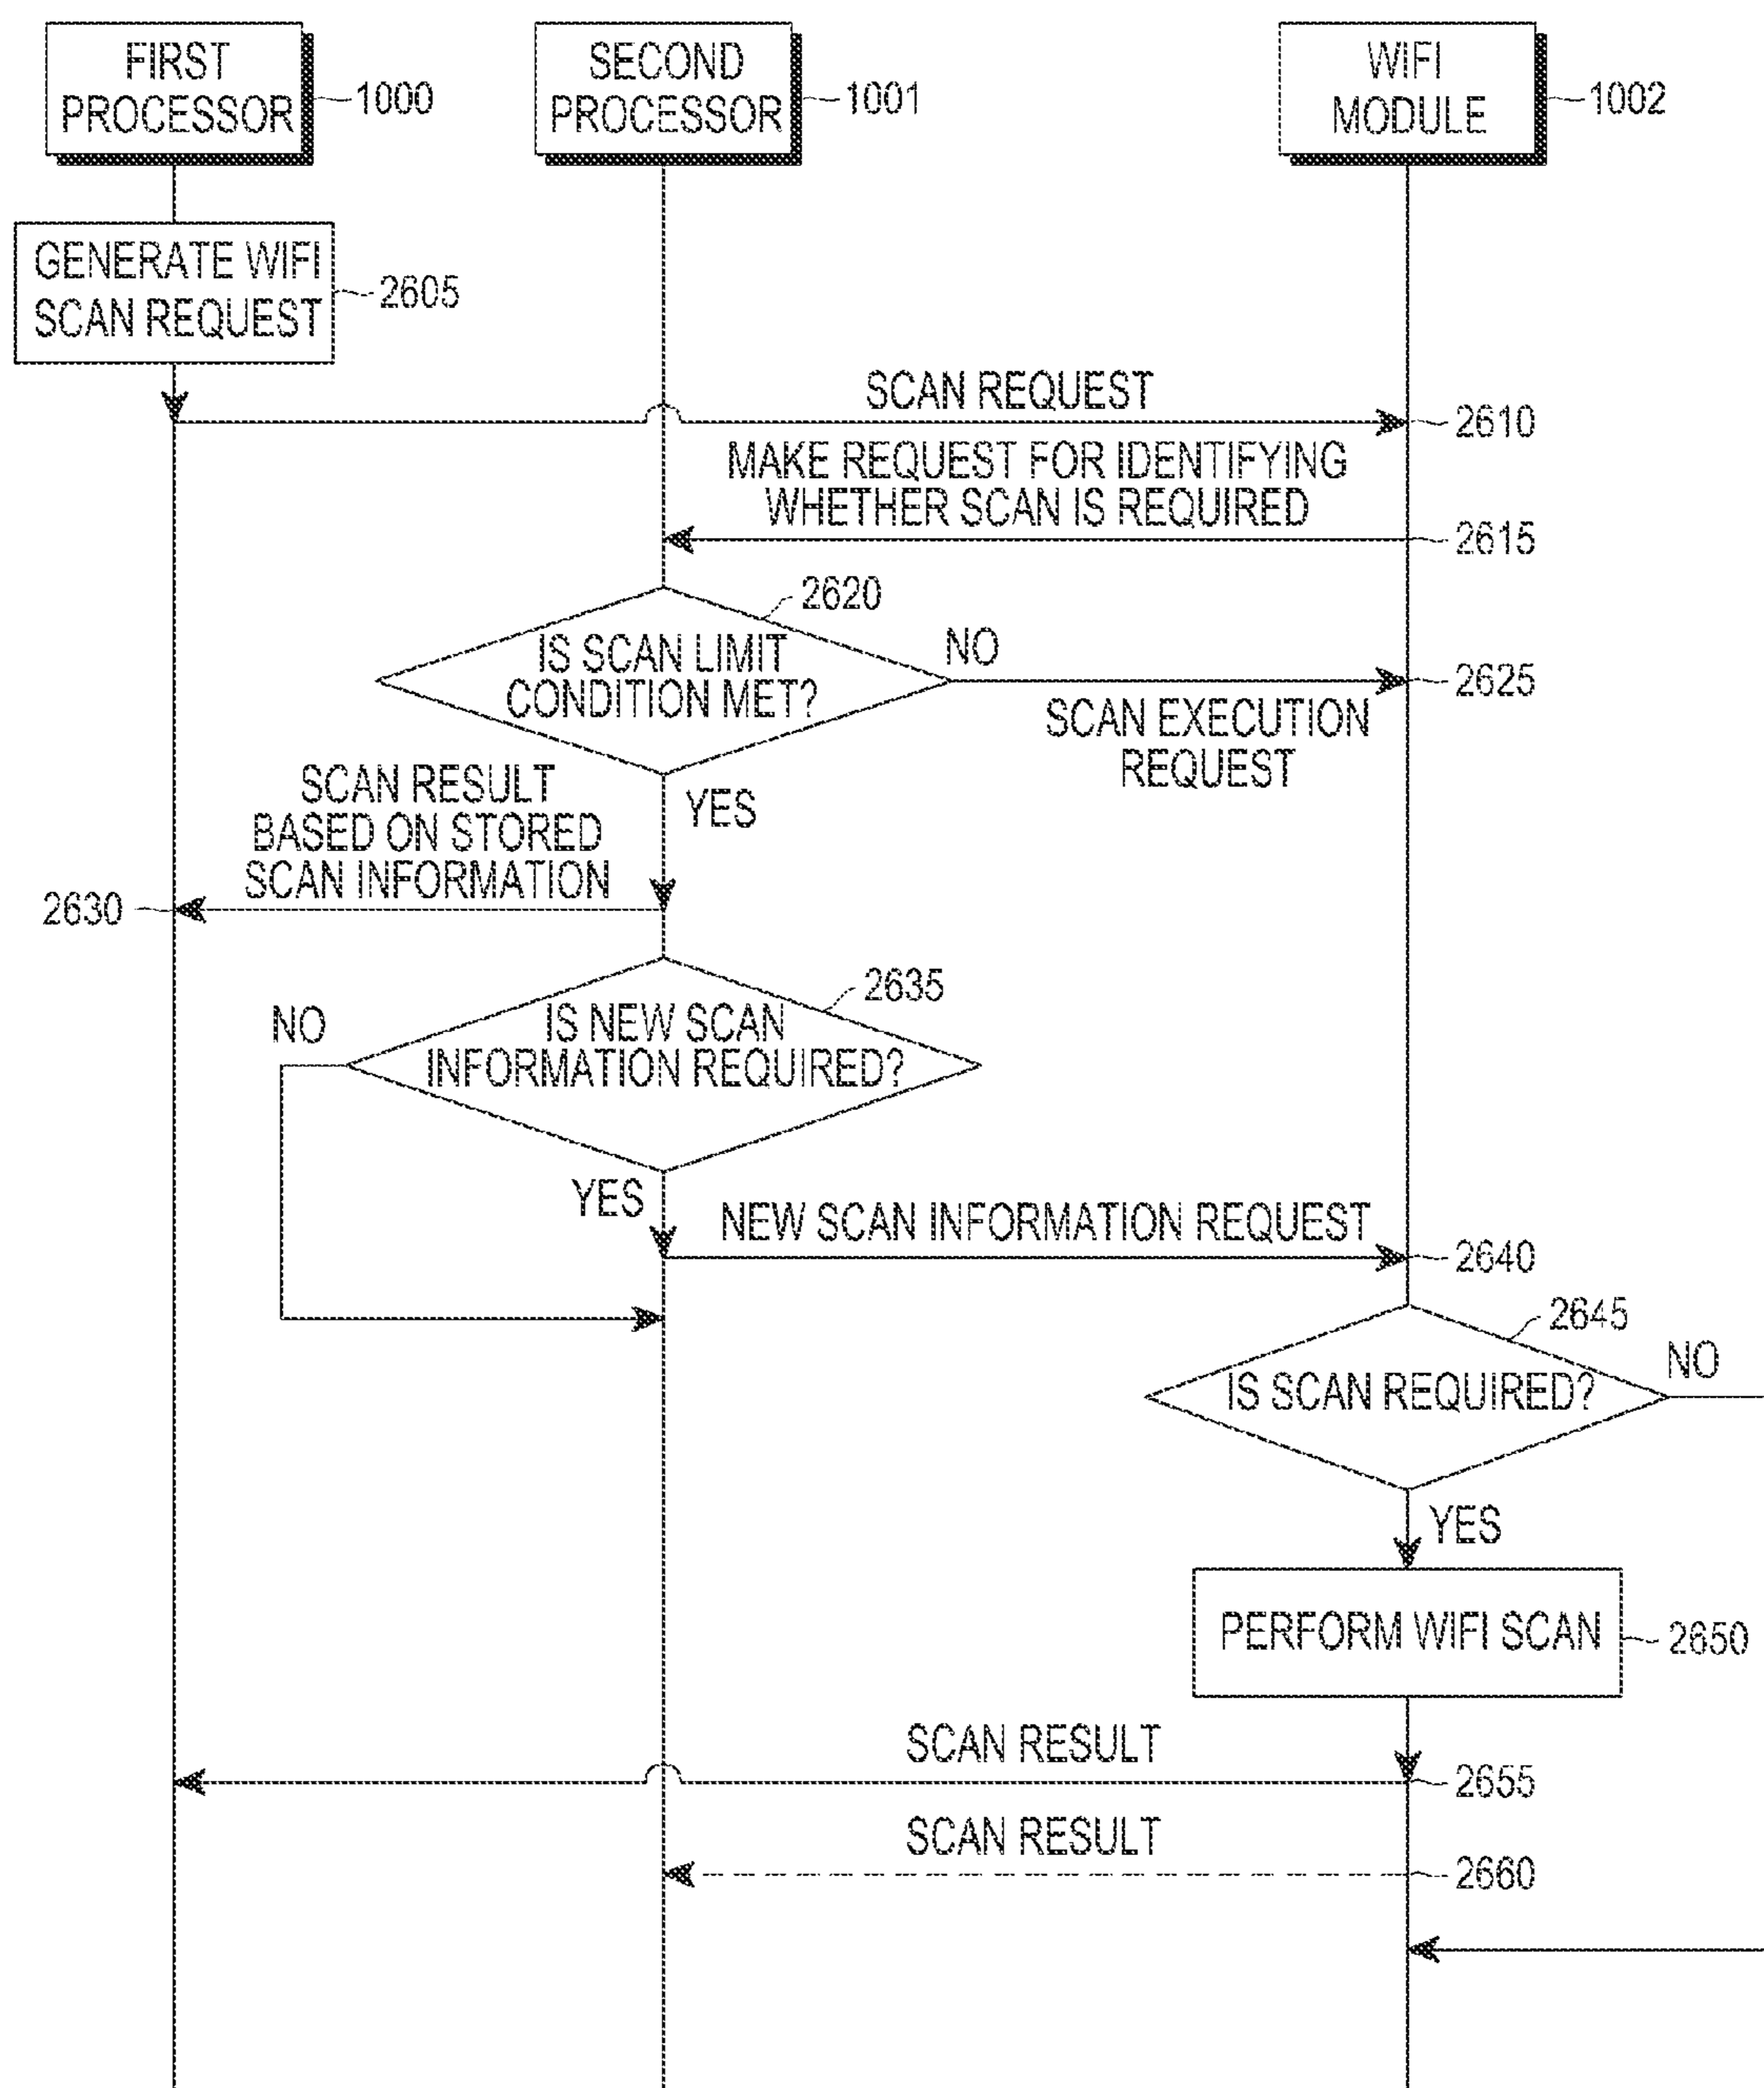 FIRST
PROCESSOR
1000
SECOND
PROCESSOR
1001
WIFI
MODULE
1002
GENERATE WIFI
SCAN REQUEST
2605
SCAN REQUEST
2610
MAKE REQUEST FOR IDENTIFYING
WHETHER SCAN IS REQUIRED
2615
2620
IS SCAN LIMIT
CONDITION MET?
NO
2625
SCAN EXECUTION
REQUEST
YES
SCAN RESULT
BASED ON STORED
SCAN INFORMATION
2630
2635
IS NEW SCAN
INFORMATION REQUIRED?
NO
YES
NEW SCAN INFORMATION REQUEST
2640
2645
IS SCAN REQUIRED?
NO
YES
PERFORM WIFI SCAN
2650
SCAN RESULT
2655
SCAN RESULT
2660